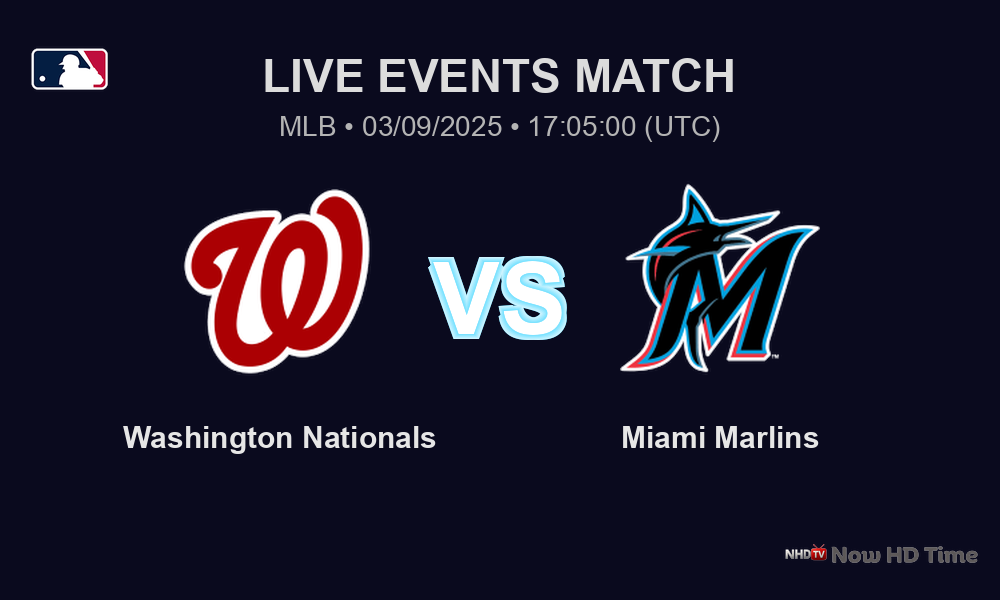 LIVE EVENTS MATCH
MLB • 03/09/2025 • 17:05:00 (UTC)
W
VS
M
™
Washington Nationals
Miami Marlins
NHDTV Now HD Time